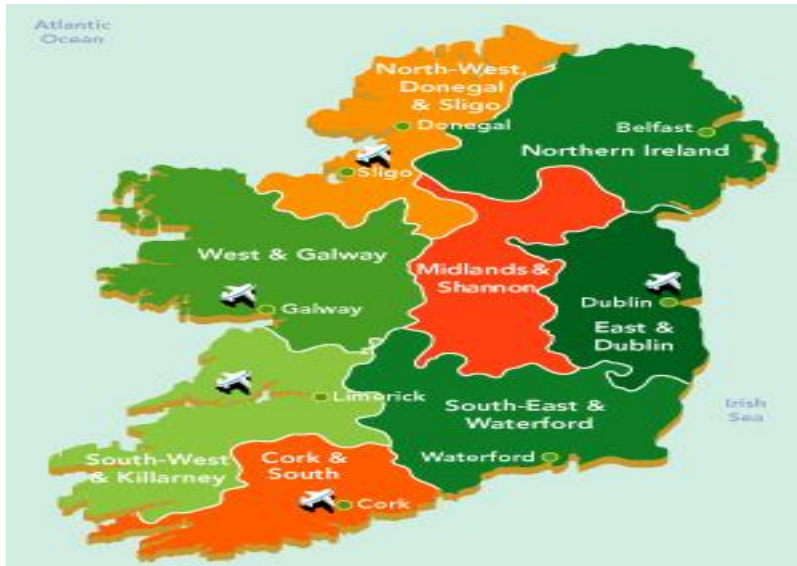 Atlantic
Ocean
North-West,
Donegal
& Sligo
Donegal
Belfast
Northern Ireland
Sligo
West & Galway
Midlands &
Shannon
Galway
Dublin
East &
Dublin
Limerick
South-East &
Waterford
Irish
Sea
South-West
& Killarney
Cork &
South
Waterford
Cork